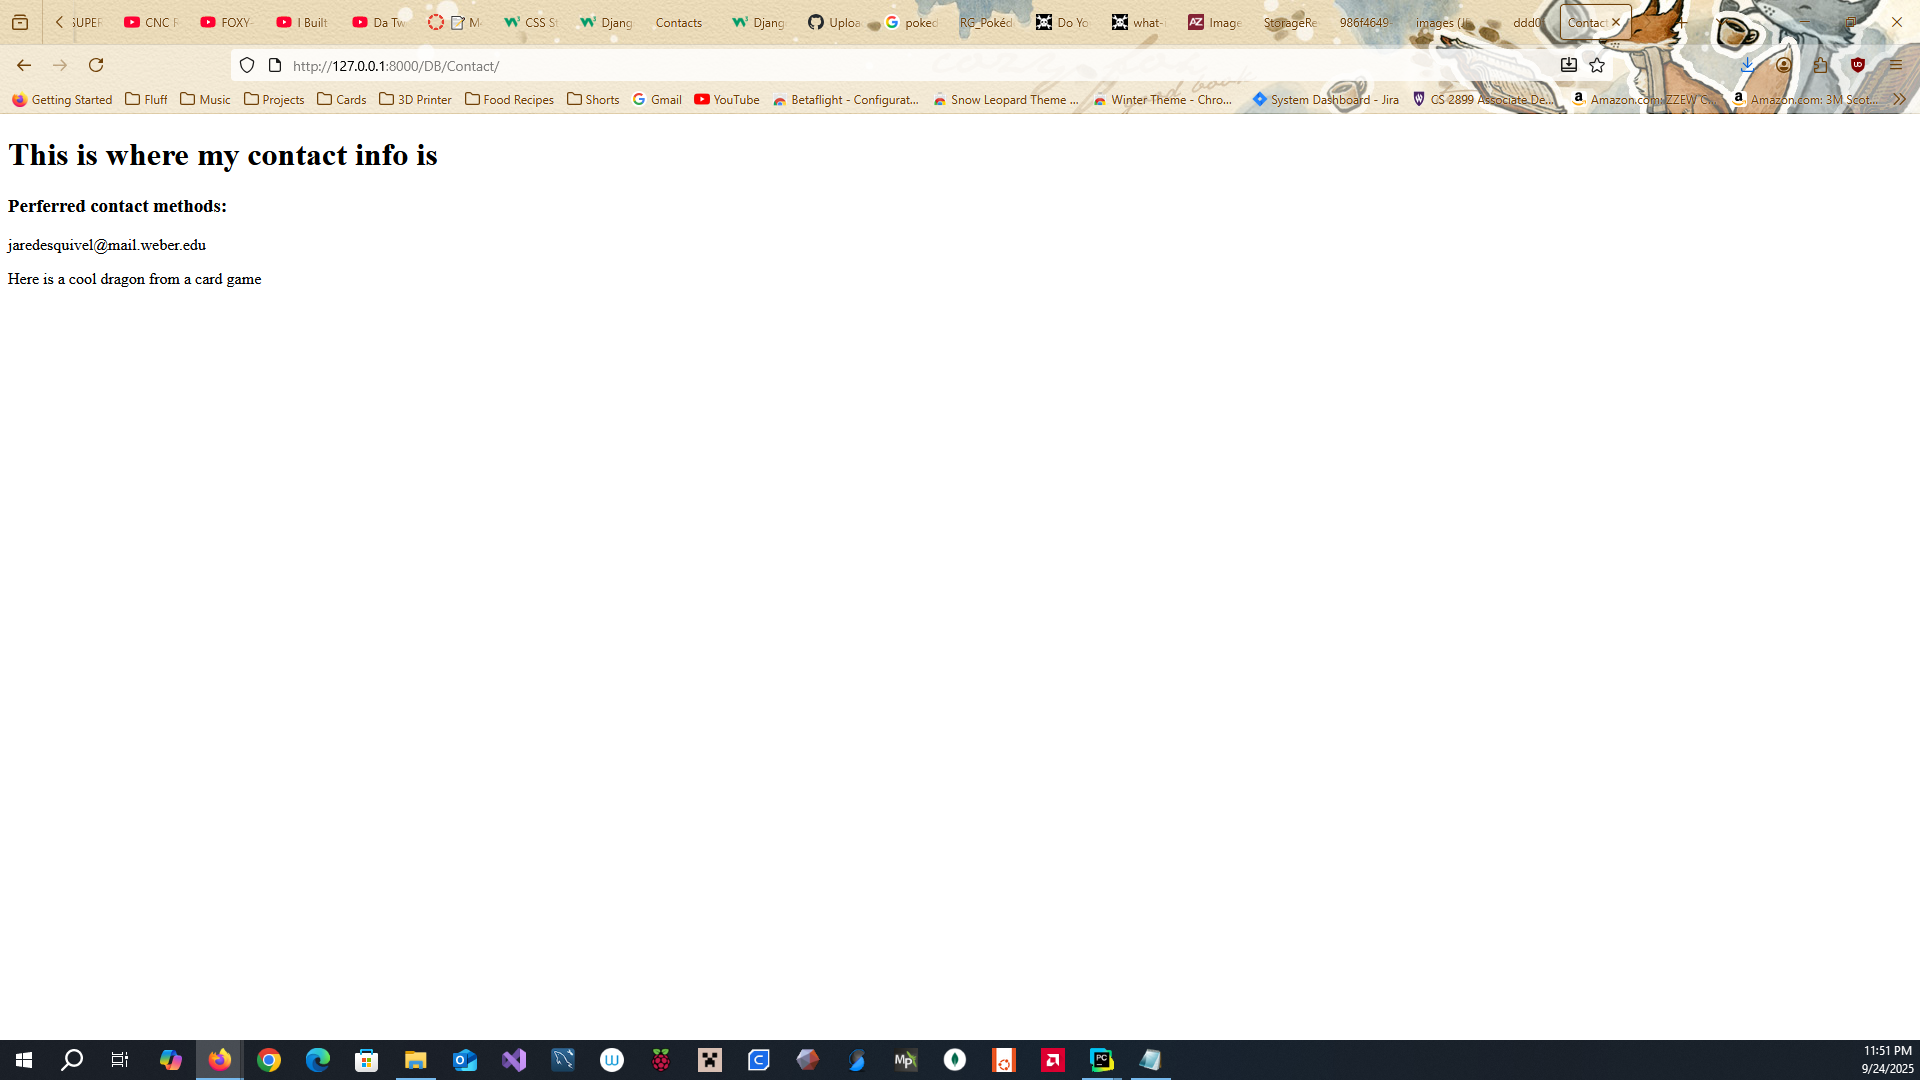 SUPER CNC F FOXY- I Built Da Tw M CSS St Djang Contacts Djang Uploa poked RG_Pokéd Do Yo what- Image StorageRe 986f4649- images (JF ddd0 Contact
http://127.0.0.1:8000/DB/Contact/
Getting Started Fluff Music Projects Cards 3D Printer Food Recipes Shorts Gmail YouTube Betaflight - Configurat... Snow Leopard Theme ... Winter Theme - Chro... System Dashboard - Jira CS 2899 Associate De... Amazon.com: ZZEW C... Amazon.com: 3M Scot...
This is where my contact info is
Perferred contact methods:
jaredesquivel@mail.weber.edu
Here is a cool dragon from a card game
11:51 PM
9/24/2025